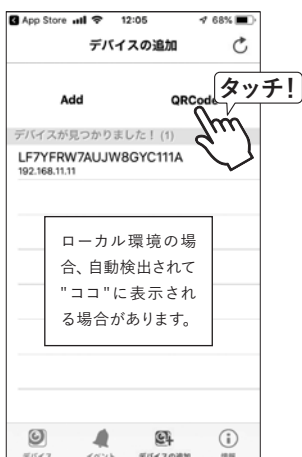 App Store 12:05 68%
デバイスの追加
Add QRCode
タッチ!
デバイスが見つかりました! (1)
LF7YFRW7AUJW8GYC111A
192.168.11.11
ローカル環境の場
合、自動検出されて
"ココ"に表示され
る場合があります。
デバイス イベント デバイスの追加 情報